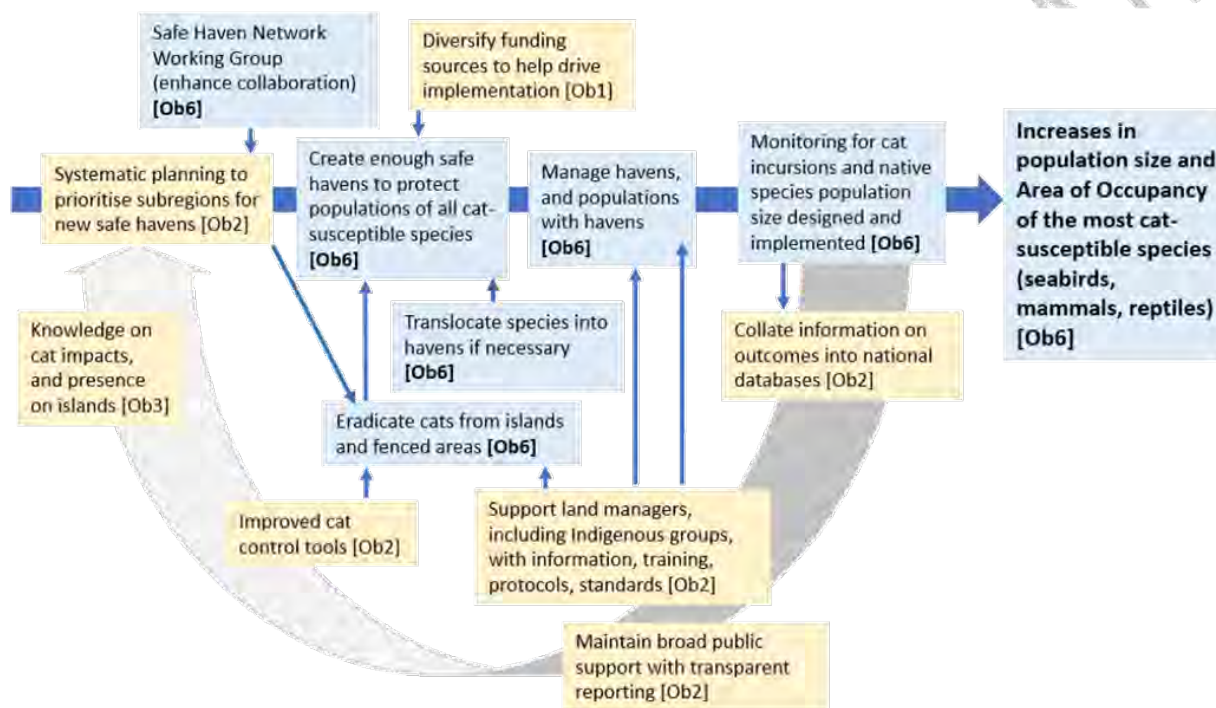 Safe Haven Network
Working Group
(enhance collaboration)
[Ob6]
Diversify funding
sources to help drive
implementation [Ob1]
Systematic planning to
prioritise subregions for
new safe havens [Ob2]
Create enough safe
havens to protect
populations of all cat-
susceptible species
[Ob6]
Manage havens,
and populations
with havens
[Ob6]
Monitoring for cat
incursions and native
species population
size designed and
implemented [Ob6]
Increases in
population size and
Area of Occupancy
of the most cat-
susceptible species
(seabirds,
mammals, reptiles)
[Ob6]
Knowledge on
cat impacts,
and presence
on islands [Ob3]
Translocate species into
havens if necessary
[Ob6]
Collate information on
outcomes into national
databases [Ob2]
Eradicate cats from islands
and fenced areas [Ob6]
Improved cat
control tools [Ob2]
Support land managers,
including Indigenous groups,
with information, training,
protocols, standards [Ob2]
Maintain broad public
support with transparent
reporting [Ob2]